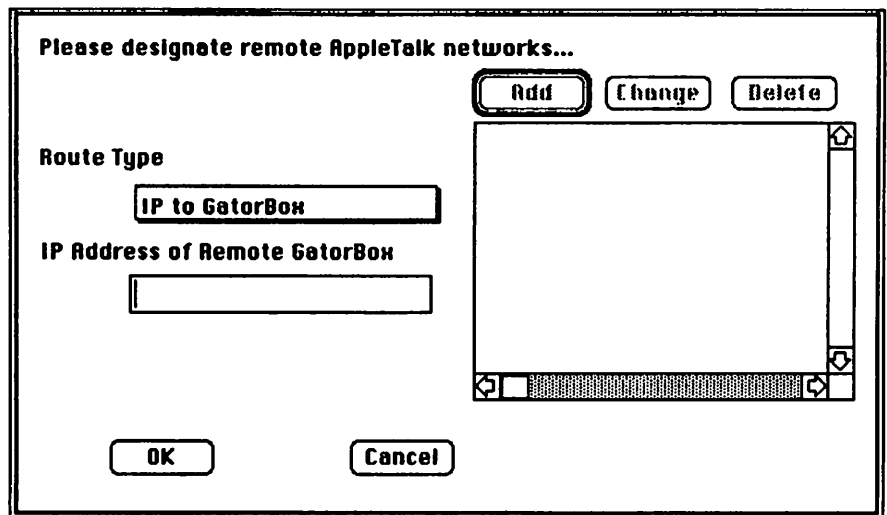 Please designate remote AppleTalk networks...
Add Change Delete
Route Type
IP to GatorBox
IP Address of Remote GatorBox
OK Cancel